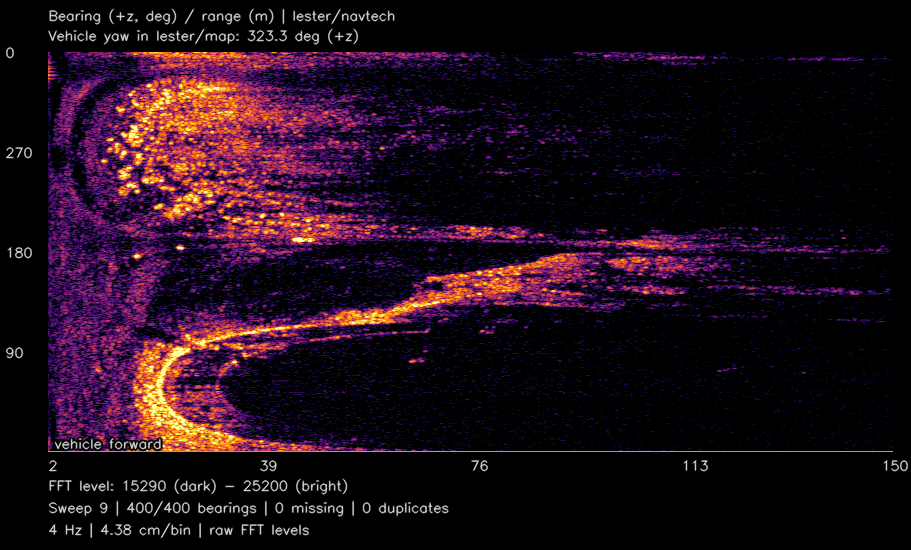 Bearing (+z, deg) / range (m) | lester/navtech
Vehicle yaw in lester/map: 323.3 deg (+z)
0
270
180
90
vehicle forward
2 39 76 113 150
FFT level: 15290 (dark) – 25200 (bright)
Sweep 9 | 400/400 bearings | 0 missing | 0 duplicates
4 Hz | 4.38 cm/bin | raw FFT levels